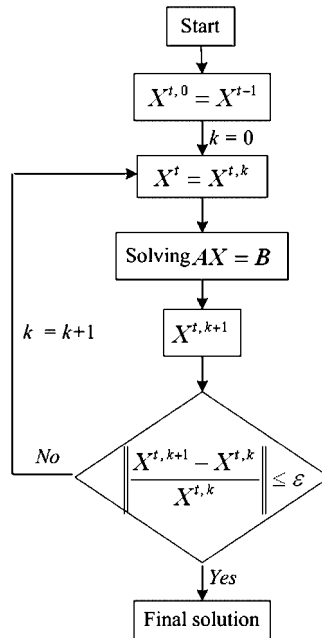 Start
X^{t,0} = X^{t-1}
k = 0
X^t = X^{t,k}
Solving AX = B
k = k+1
X^{t,k+1}
No
‖(X^{t,k+1} − X^{t,k}) / X^{t,k}‖ ≤ ε
Yes
Final solution